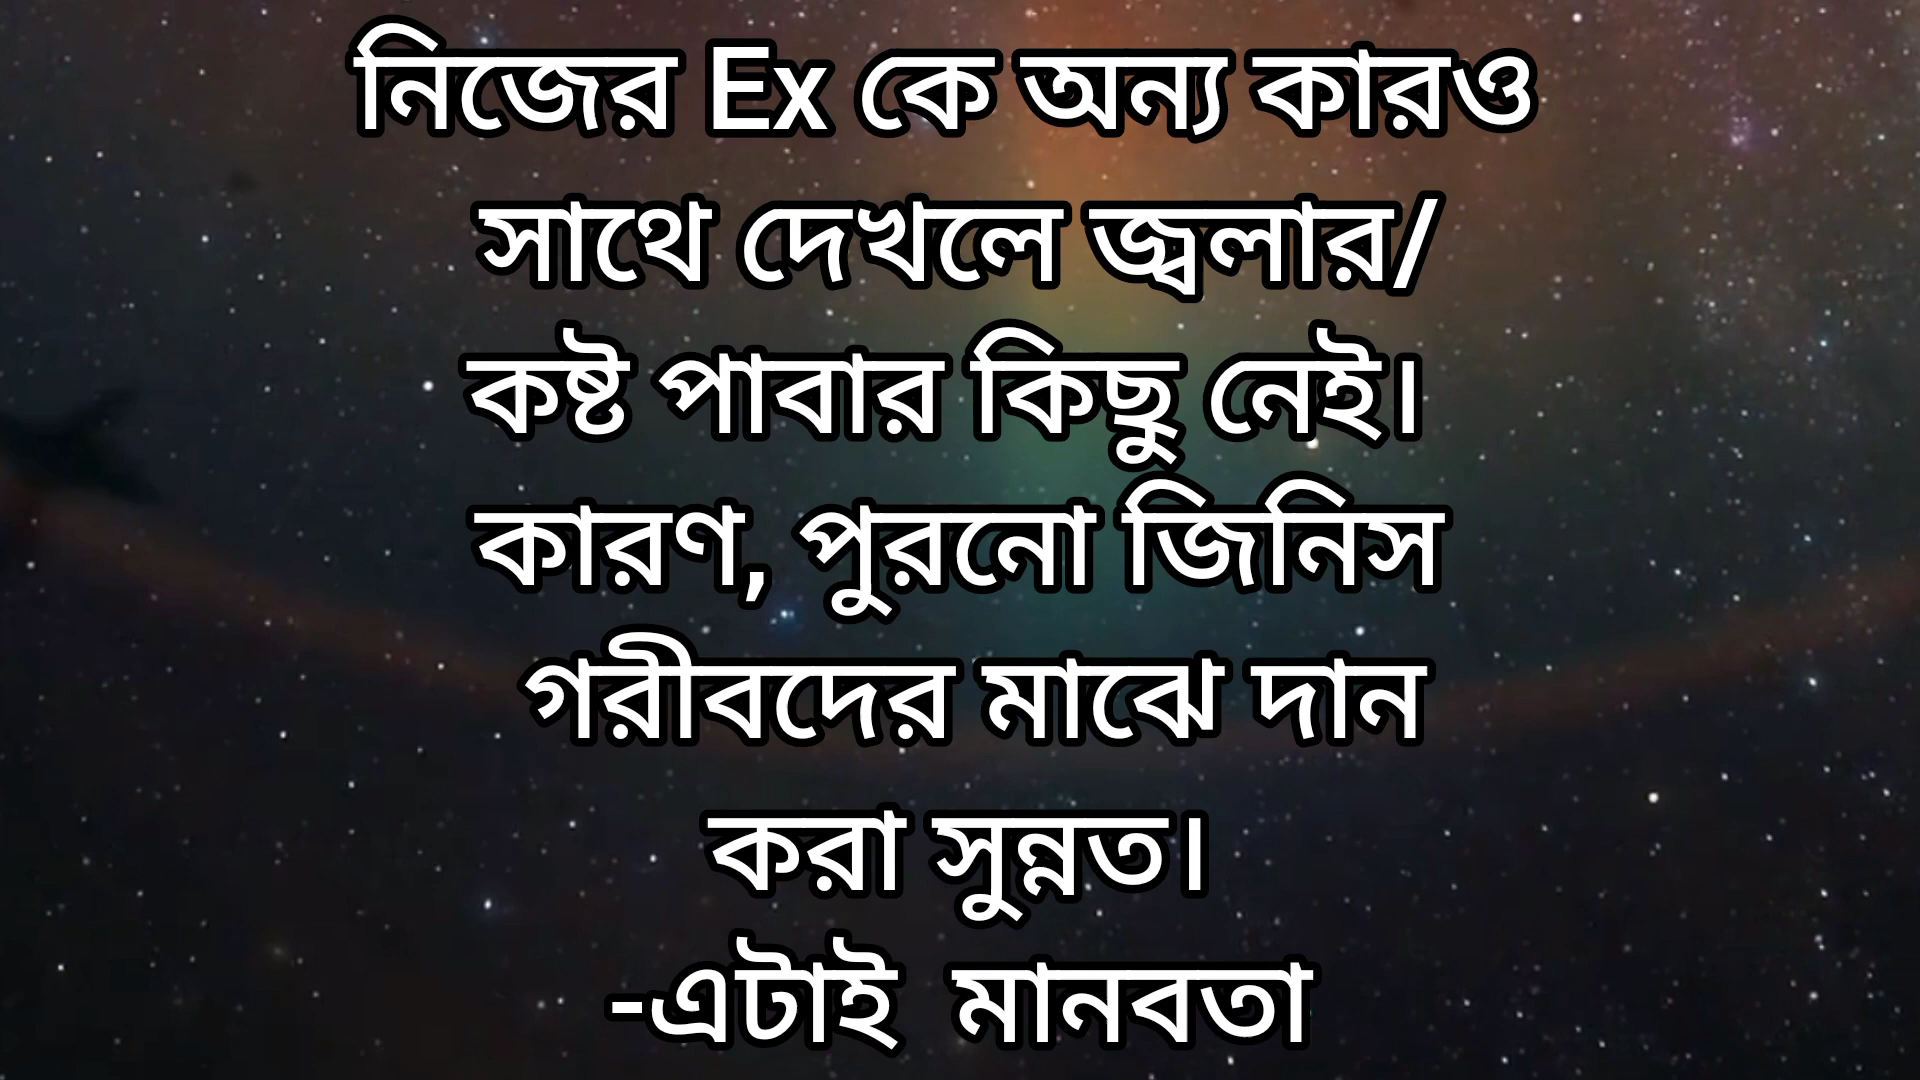 নিজের Ex কে অন্য কারও
সাথে দেখলে জ্বলার/
কষ্ট পাবার কিছু নেই।
কারণ, পুরনো জিনিস
গরীবদের মাঝে দান
করা সুন্নত।
-এটাই  মানবতা